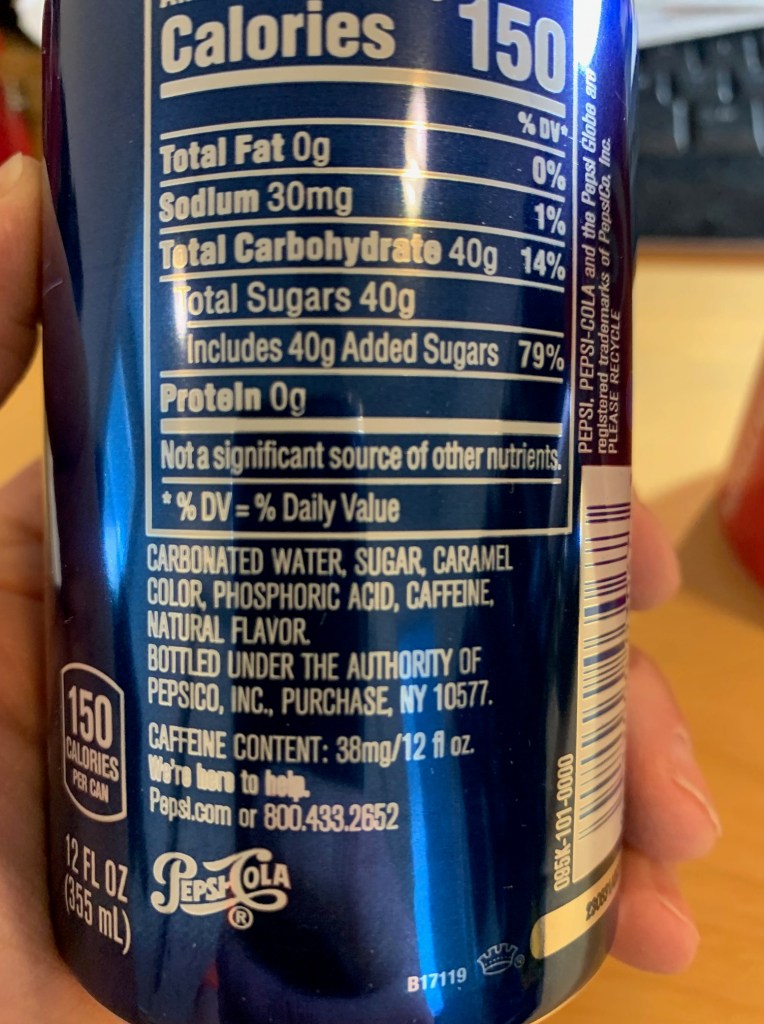 Calories 150
% DV*
Total Fat 0g 0%
Sodium 30mg 1%
Total Carbohydrate 40g 14%
Total Sugars 40g
Includes 40g Added Sugars 79%
Protein 0g
Not a significant source of other nutrients.
* % DV = % Daily Value
CARBONATED WATER, SUGAR, CARAMEL
COLOR, PHOSPHORIC ACID, CAFFEINE,
NATURAL FLAVOR.
BOTTLED UNDER THE AUTHORITY OF
PEPSICO, INC., PURCHASE, NY 10577.
CAFFEINE CONTENT: 38mg/12 fl oz.
We're here to help.
Pepsi.com or 800.433.2652
PEPSI-COLA
®
B17119
150
CALORIES
PER CAN
12 FL OZ
(355 mL)
PEPSI, PEPSI-COLA and the Pepsi Globe are
registered trademarks of PepsiCo, Inc.
PLEASE RECYCLE
085K-101-0000